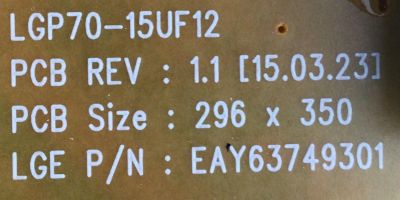 LGP70-15UF12
PCB REV : 1.1 [15.03.23]
PCB Size : 296 x 350
LGE P/N : EAY63749301